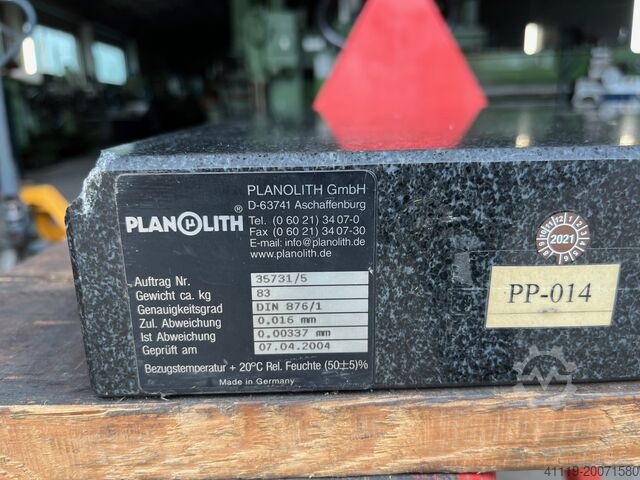 PLANOLITH GmbH
D-63741 Aschaffenburg
PLANOLITH®
µ
Tel. (0 60 21) 34 07-0
Fax (0 60 21) 34 07-30
E-mail: info@planolith.de
www.planolith.de
Auftrag Nr. 35731/5
Gewicht ca. kg 83
Genauigkeitsgrad DIN 876/1
Zul. Abweichung 0,016 mm
Ist Abweichung 0.00337 mm
Geprüft am 07.04.2004
Bezugstemperatur + 20°C Rel. Feuchte (50±5)%
Made in Germany
2021
PP-014
41119-20071580